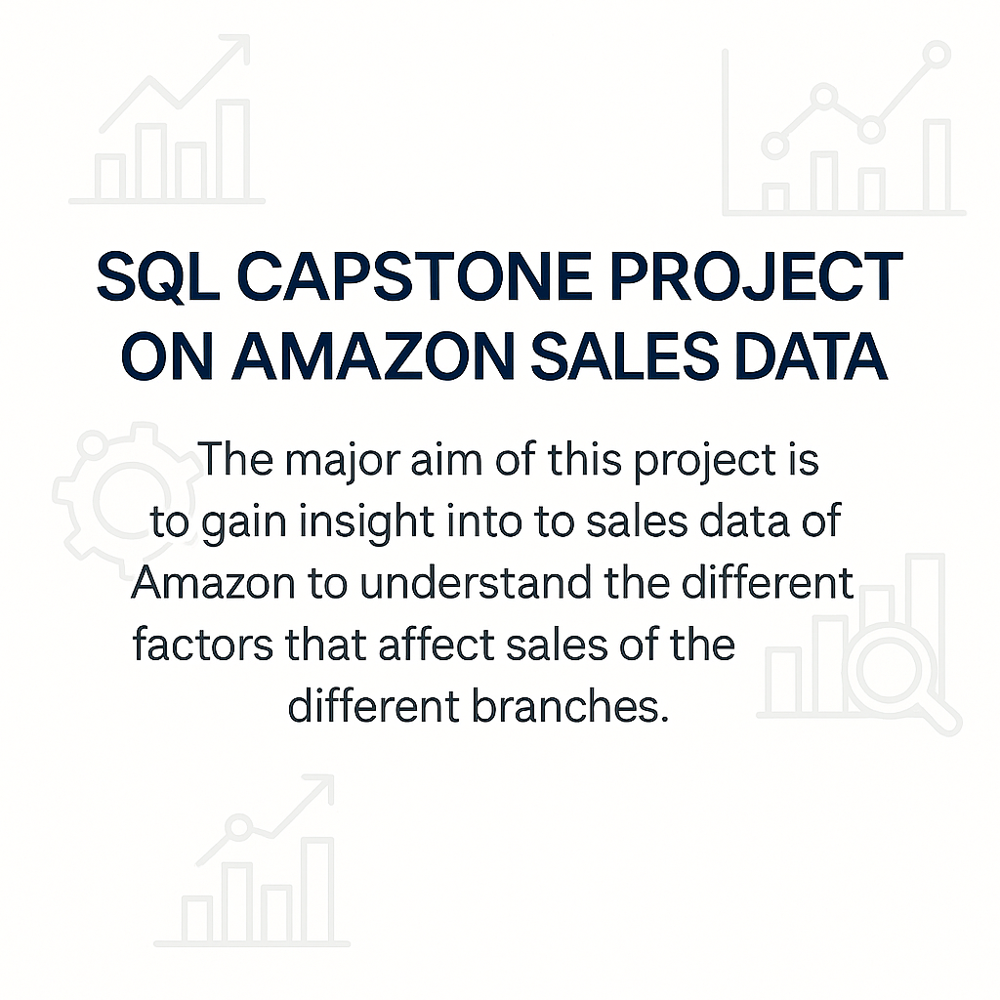 SQL CAPSTONE PROJECT
ON AMAZON SALES DATA
The major aim of this project is
to gain insight into to sales data of
Amazon to understand the different
factors that affect sales of the
different branches.